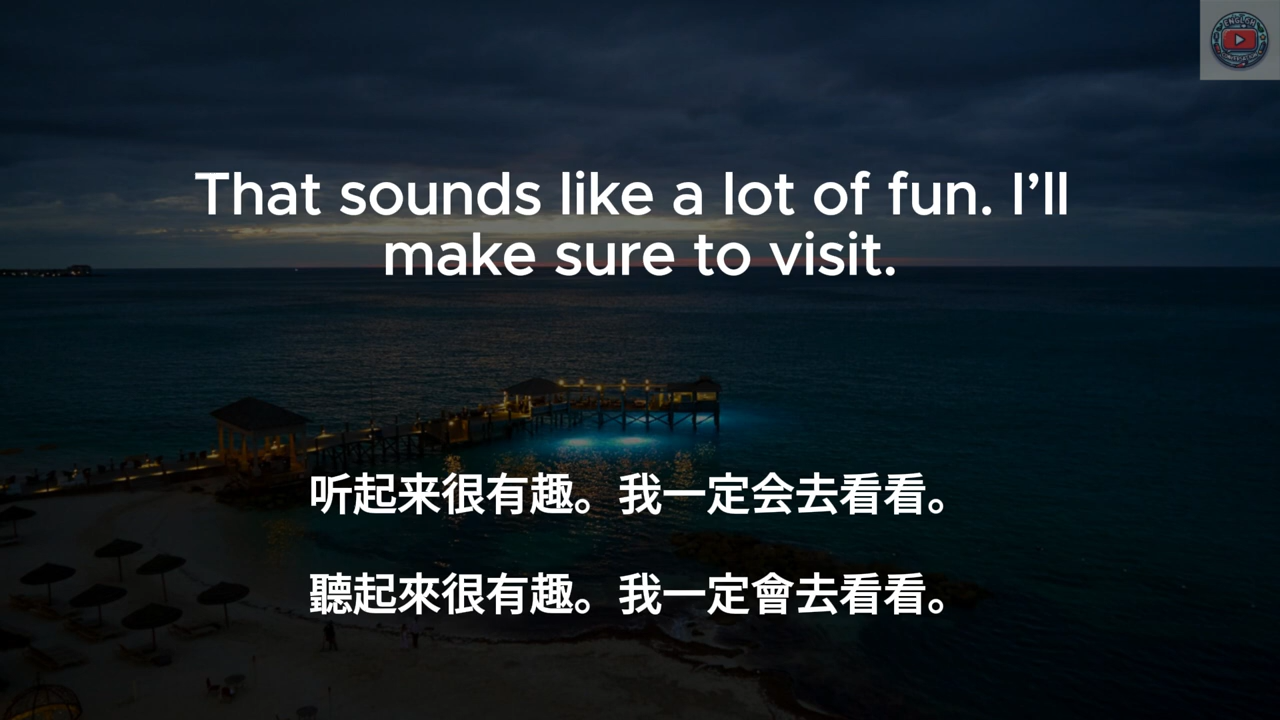 That sounds like a lot of fun. I’ll
make sure to visit.
听起来很有趣。我一定会去看看。
聽起來很有趣。我一定會去看看。